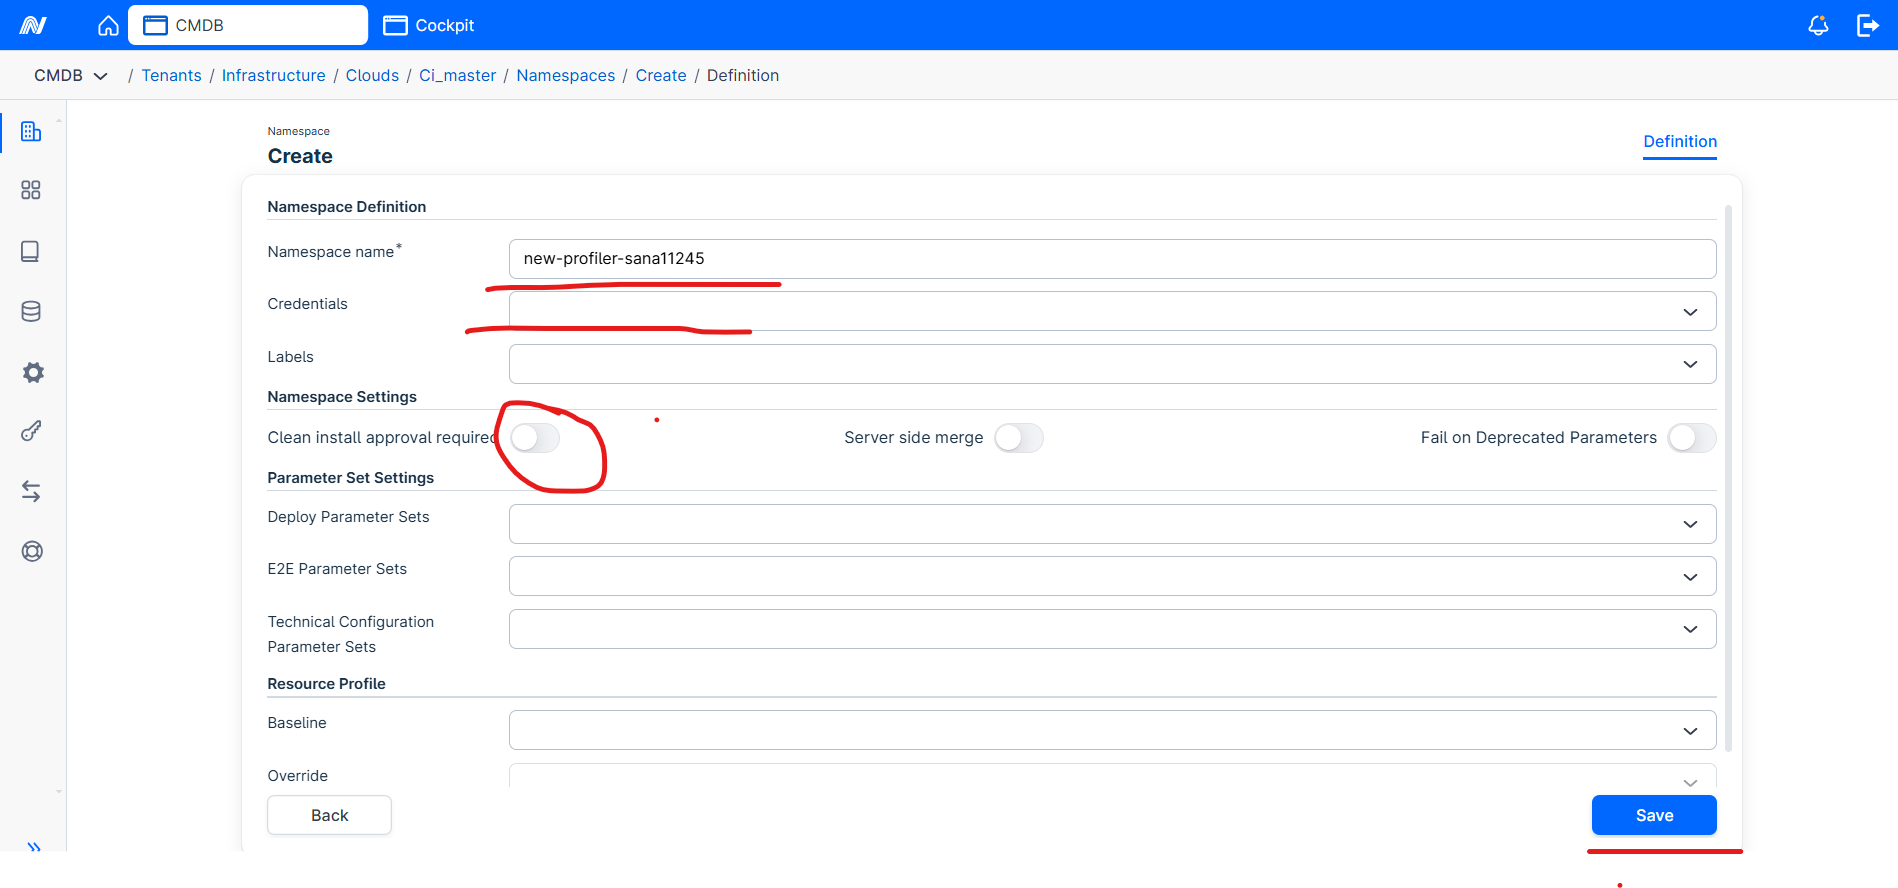 CMDB
Cockpit
CMDB / Tenants / Infrastructure / Clouds / Ci_master / Namespaces / Create / Definition
Namespace
Create
Definition
Namespace Definition
Namespace name*
new-profiler-sana11245
Credentials
Labels
Namespace Settings
Clean install approval required
Server side merge
Fail on Deprecated Parameters
Parameter Set Settings
Deploy Parameter Sets
E2E Parameter Sets
Technical Configuration
Parameter Sets
Resource Profile
Baseline
Override
Back
Save